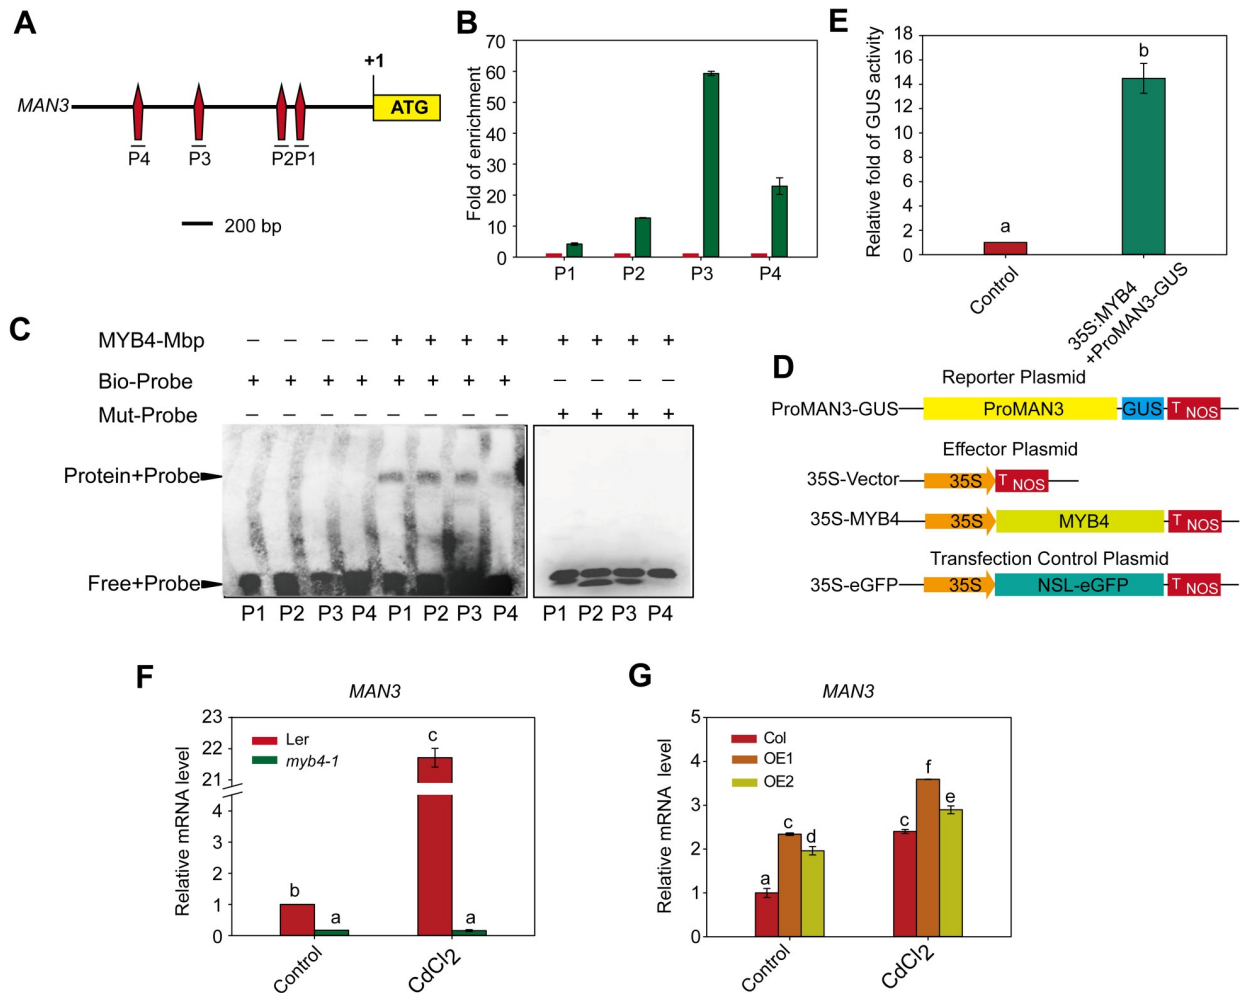 A
+1
MAN3
ATG
P4 P3 P2 P1
200 bp
B
Fold of enrichment
70
60
50
40
30
20
10
0
P1 P2 P3 P4
E
Relative fold of GUS activity
18
16
14
12
10
8
6
4
2
0
a
b
Control
35S:MYB4
+ProMAN3-GUS
C
MYB4-Mbp – – – – + + + + + + + +
Bio-Probe + + + + + + + + – – – –
Mut-Probe – – – – – – – – + + + +
Protein+Probe
Free+Probe
P1 P2 P3 P4 P1 P2 P3 P4 P1 P2 P3 P4
D
Reporter Plasmid
ProMAN3-GUS ProMAN3 GUS T NOS
Effector Plasmid
35S-Vector 35S T NOS
35S-MYB4 35S MYB4 T NOS
Transfection Control Plasmid
35S-eGFP 35S NSL-eGFP T NOS
F
MAN3
Relative mRNA level
23
22
21
4
3
2
1
0
Ler
myb4-1
b
a
c
a
Control
CdCl2
G
MAN3
Relative mRNA level
5
4
3
2
1
0
Col
OE1
OE2
a
c
d
c
f
e
Control
CdCl2